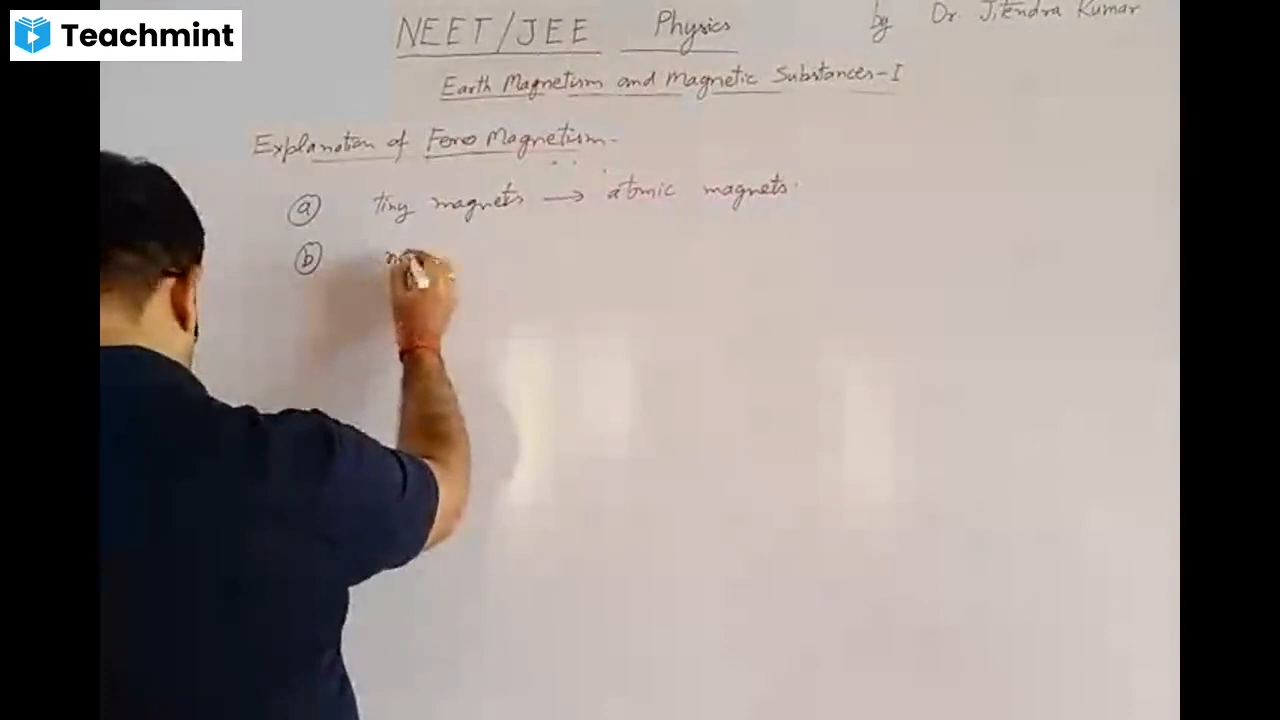 Teachmint
NEET/JEE Physics by Dr. Jitendra Kumar
Earth Magnetism and Magnetic Substances-I
Explanation of Ferro Magnetism.
(a) tiny magnets → atomic magnets.
(b)